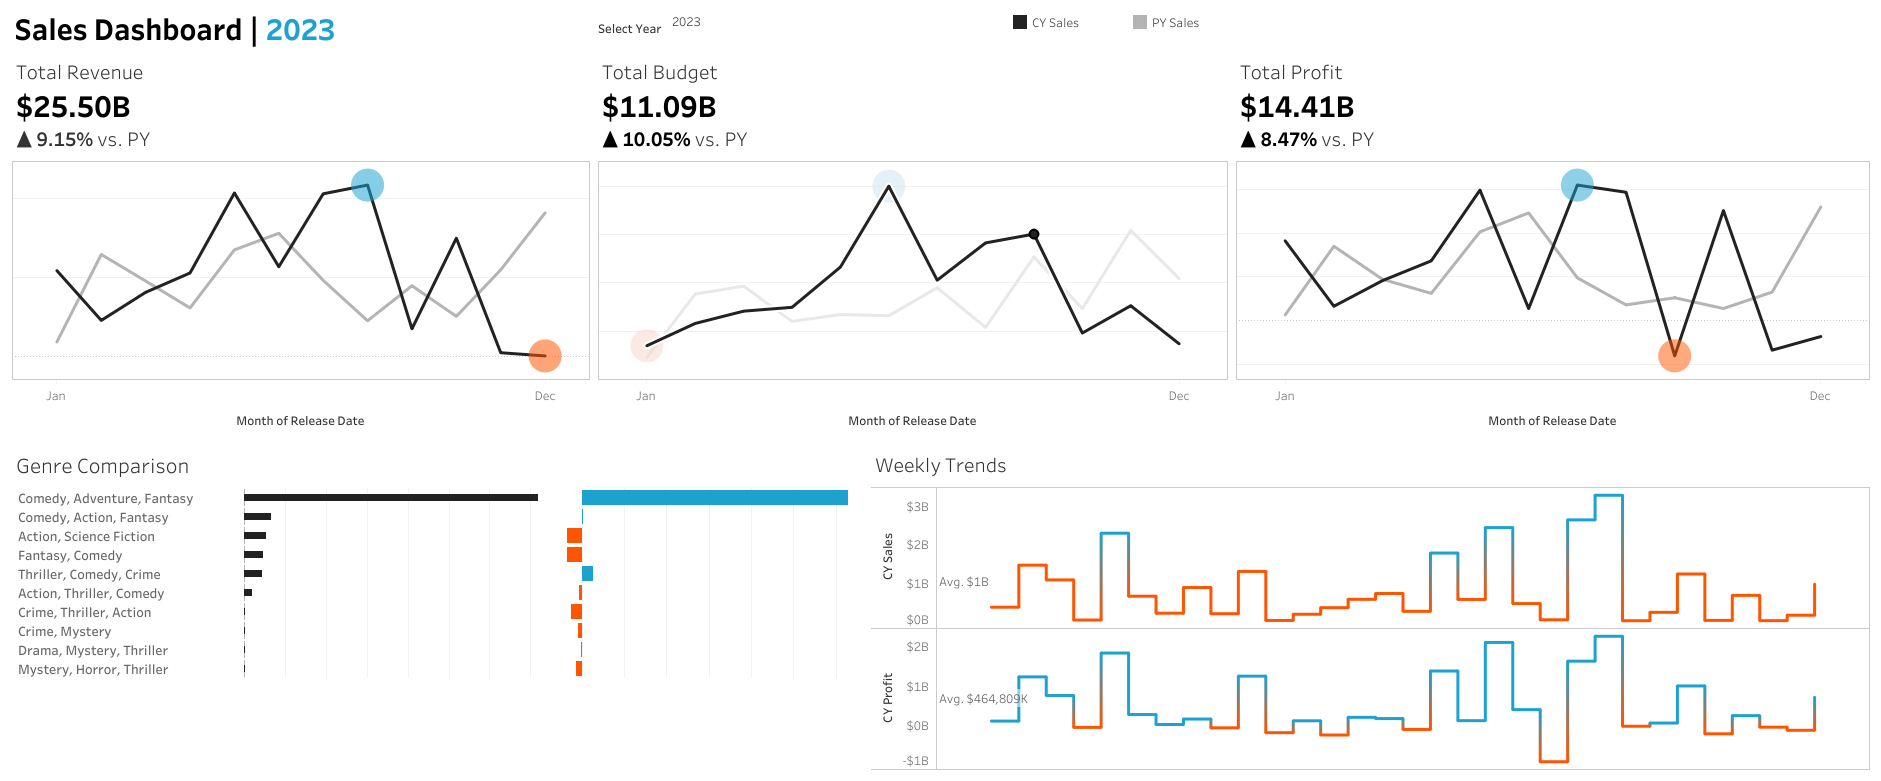 Sales Dashboard | 2023
Select Year 2023
CY Sales
PY Sales
Total Revenue
$25.50B
▲ 9.15% vs. PY
Jan
Dec
Month of Release Date
Total Budget
$11.09B
▲ 10.05% vs. PY
Jan
Dec
Month of Release Date
Total Profit
$14.41B
▲ 8.47% vs. PY
Jan
Dec
Month of Release Date
Genre Comparison
Comedy, Adventure, Fantasy
Comedy, Action, Fantasy
Action, Science Fiction
Fantasy, Comedy
Thriller, Comedy, Crime
Action, Thriller, Comedy
Crime, Thriller, Action
Crime, Mystery
Drama, Mystery, Thriller
Mystery, Horror, Thriller
Weekly Trends
CY Sales
$3B
$2B
$1B
$0B
Avg. $1B
CY Profit
$2B
$1B
$0B
-$1B
Avg. $464,809K